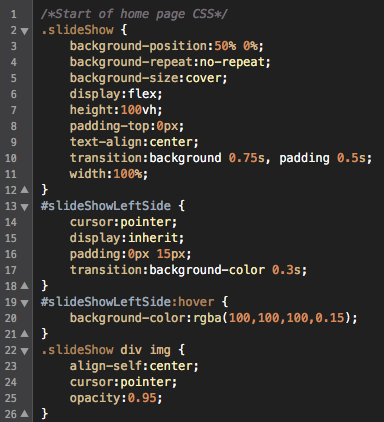 1 /*Start of home page CSS*/
2 .slideShow {
3 background-position:50% 0%;
4 background-repeat:no-repeat;
5 background-size:cover;
6 display:flex;
7 height:100vh;
8 padding-top:0px;
9 text-align:center;
10 transition:background 0.75s, padding 0.5s;
11 width:100%;
12 }
13 #slideShowLeftSide {
14 cursor:pointer;
15 display:inherit;
16 padding:0px 15px;
17 transition:background-color 0.3s;
18 }
19 #slideShowLeftSide:hover {
20 background-color:rgba(100,100,100,0.15);
21 }
22 .slideShow div img {
23 align-self:center;
24 cursor:pointer;
25 opacity:0.95;
26 }